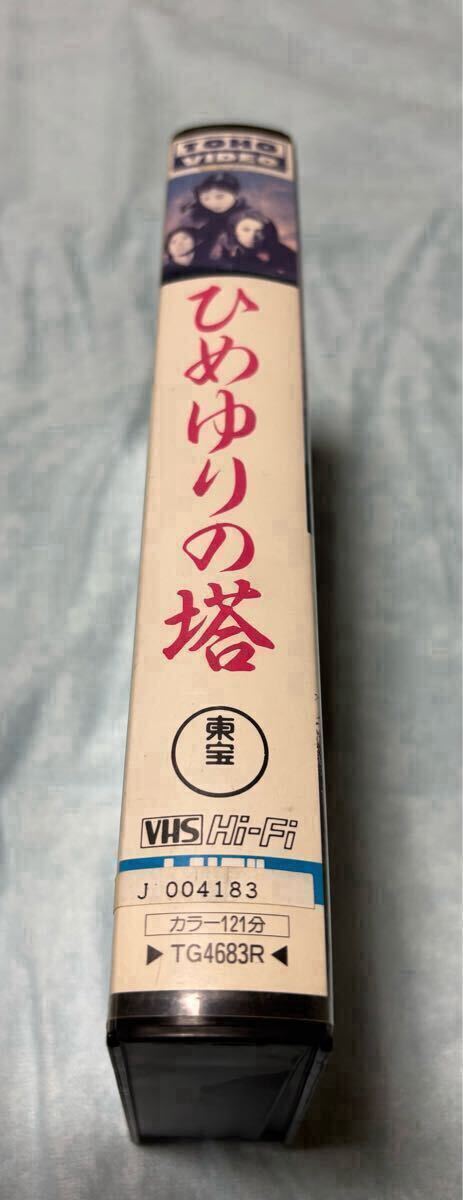 TOHO
VIDEO
ひめゆりの塔
東宝
VHS Hi-Fi
J 004183
カラー121分
▶ TG4683R ◀